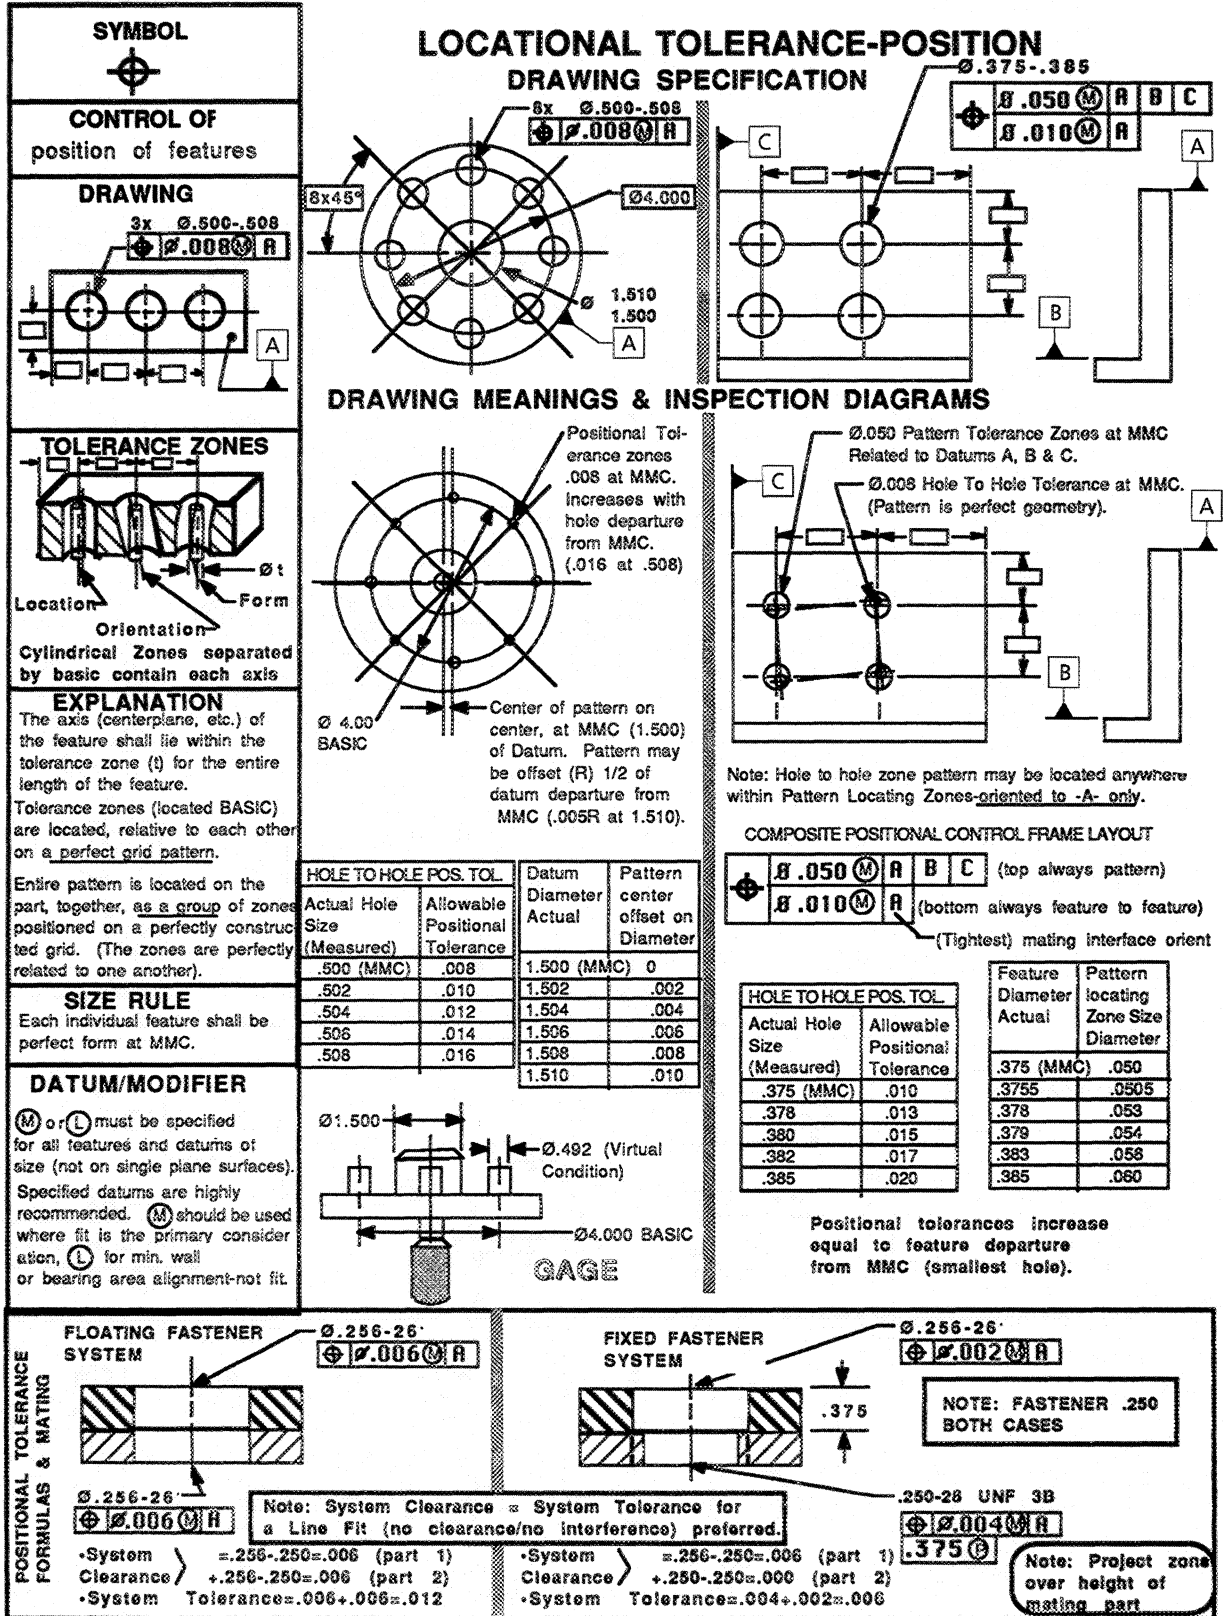 SYMBOL
⌖
CONTROL OF
position of features
DRAWING
3x Ø.500-.508
⌖ Ø.008Ⓜ A
A
TOLERANCE ZONES
Ø t
Location
Form
Orientation
Cylindrical Zones separated
by basic contain each axis
EXPLANATION
The axis (centerplane, etc.) of
the feature shall lie within the
tolerance zone (t) for the entire
length of the feature.
Tolerance zones (located BASIC)
are located, relative to each other
on a perfect grid pattern.
Entire pattern is located on the
part, together, as a group of zones
positioned on a perfectly construc-
ted grid. (The zones are perfectly
related to one another).
SIZE RULE
Each individual feature shall be
perfect form at MMC.
DATUM/MODIFIER
Ⓜ or Ⓛ must be specified
for all features and datums of
size (not on single plane surfaces).
Specified datums are highly
recommended. Ⓜ should be used
where fit is the primary consider
ation, Ⓛ for min. wall
or bearing area alignment-not fit.
LOCATIONAL TOLERANCE-POSITION
DRAWING SPECIFICATION
8x Ø.500-.508
⌖ Ø.008Ⓜ A
8x45°
Ø4.000
Ø 1.510
1.500
A
Ø.375-.385
⌖ Ø.050Ⓜ A B C
Ø.010Ⓜ A
C
A
B
DRAWING MEANINGS & INSPECTION DIAGRAMS
Positional Tol-
erance zones
.008 at MMC.
Increases with
hole departure
from MMC.
(.016 at .508)
Ø 4.00
BASIC
Center of pattern on
center, at MMC (1.500)
of Datum. Pattern may
be offset (R) 1/2 of
datum departure from
MMC (.005R at 1.510).
Ø.050 Pattern Tolerance Zones at MMC
Related to Datums A, B & C.
Ø.008 Hole To Hole Tolerance at MMC.
(Pattern is perfect geometry).
C
A
B
Note: Hole to hole zone pattern may be located anywhere
within Pattern Locating Zones-oriented to -A- only.
COMPOSITE POSITIONAL CONTROL FRAME LAYOUT
⌖ Ø.050Ⓜ A B C (top always pattern)
Ø.010Ⓜ A (bottom always feature to feature)
(Tightest) mating interface orient
HOLE TO HOLE POS. TOL.
Actual Hole Size (Measured) Allowable Positional Tolerance
.500 (MMC) .008
.502 .010
.504 .012
.506 .014
.508 .016
Datum Diameter Actual Pattern center offset on Diameter
1.500 (MMC) 0
1.502 .002
1.504 .004
1.506 .006
1.508 .008
1.510 .010
HOLE TO HOLE POS. TOL.
Actual Hole Size (Measured) Allowable Positional Tolerance
.375 (MMC) .010
.378 .013
.380 .015
.382 .017
.385 .020
Feature Diameter Actual Pattern locating Zone Size Diameter
.375 (MMC) .050
.3755 .0505
.378 .053
.379 .054
.383 .058
.385 .060
Ø1.500
Ø.492 (Virtual
Condition)
Ø4.000 BASIC
GAGE
Positional tolerances increase
equal to feature departure
from MMC (smallest hole).
POSITIONAL TOLERANCE
FORMULAS & MATING
FLOATING FASTENER
SYSTEM
Ø.256-26
⌖ Ø.006Ⓜ A
Ø.256-26
⌖ Ø.006Ⓜ A
FIXED FASTENER
SYSTEM
Ø.256-26
⌖ Ø.002Ⓜ A
.375
NOTE: FASTENER .250
BOTH CASES
.250-28 UNF 3B
⌖ Ø.004Ⓜ A
.375Ⓟ
Note: System Clearance = System Tolerance for
a Line Fit (no clearance/no interference) preferred.
•System =.256-.250=.006 (part 1)
Clearance +.256-.250=.006 (part 2)
•System Tolerance=.006+.006=.012
•System =.256-.250=.006 (part 1)
Clearance +.250-.250=.000 (part 2)
•System Tolerance=.004+.002=.006
Note: Project zone
over height of
mating part